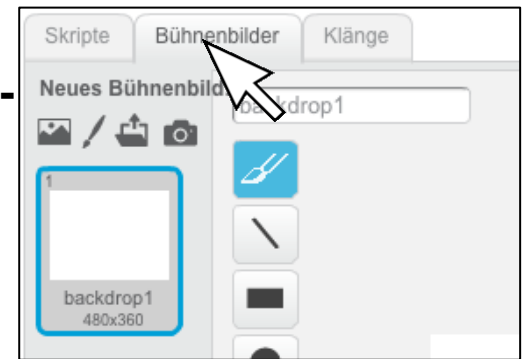 Skripte Bühnenbilder Klänge
Neues Bühnenbild
backdrop1
1
backdrop1
480x360